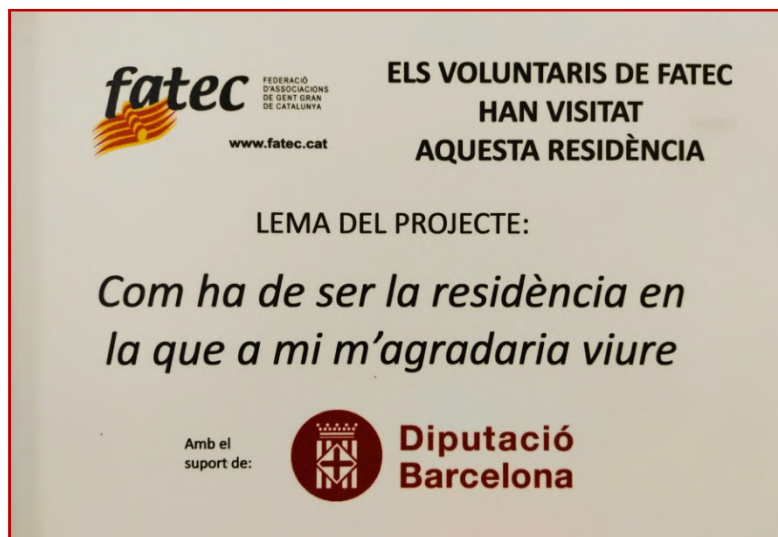 fatec
FEDERACIÓ
D'ASSOCIACIONS
DE GENT GRAN
DE CATALUNYA
www.fatec.cat
ELS VOLUNTARIS DE FATEC
HAN VISITAT
AQUESTA RESIDÈNCIA
LEMA DEL PROJECTE:
Com ha de ser la residència en
la que a mi m'agradaria viure
Amb el
suport de:
Diputació
Barcelona